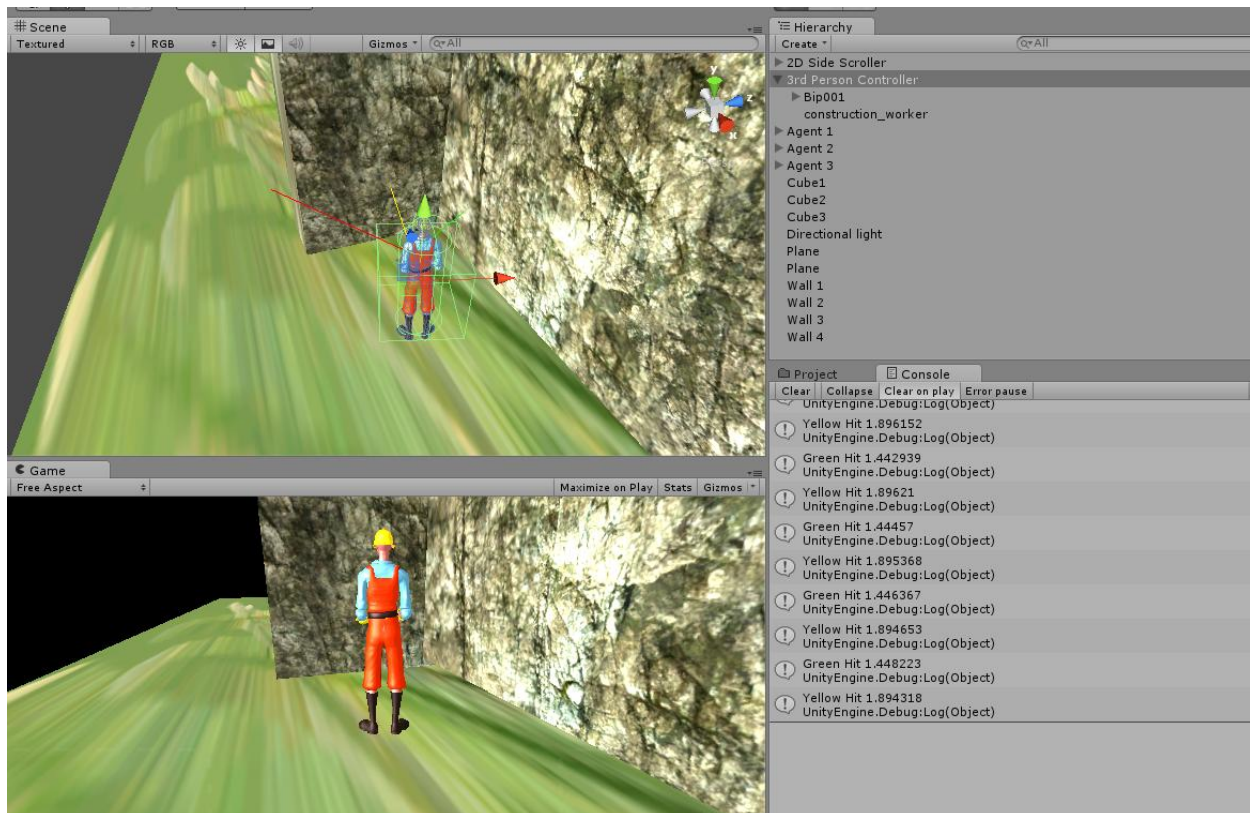 Scene
Textured RGB Gizmos All
y
z
x
Game
Free Aspect Maximize on Play Stats Gizmos
Hierarchy
Create All
2D Side Scroller
3rd Person Controller
Bip001
construction_worker
Agent 1
Agent 2
Agent 3
Cube1
Cube2
Cube3
Directional light
Plane
Plane
Wall 1
Wall 2
Wall 3
Wall 4
Project Console
Clear Collapse Clear on play Error pause
UnityEngine.Debug:Log(Object)
Yellow Hit 1.896152
UnityEngine.Debug:Log(Object)
Green Hit 1.442939
UnityEngine.Debug:Log(Object)
Yellow Hit 1.89621
UnityEngine.Debug:Log(Object)
Green Hit 1.44457
UnityEngine.Debug:Log(Object)
Yellow Hit 1.895368
UnityEngine.Debug:Log(Object)
Green Hit 1.446367
UnityEngine.Debug:Log(Object)
Yellow Hit 1.894653
UnityEngine.Debug:Log(Object)
Green Hit 1.448223
UnityEngine.Debug:Log(Object)
Yellow Hit 1.894318
UnityEngine.Debug:Log(Object)